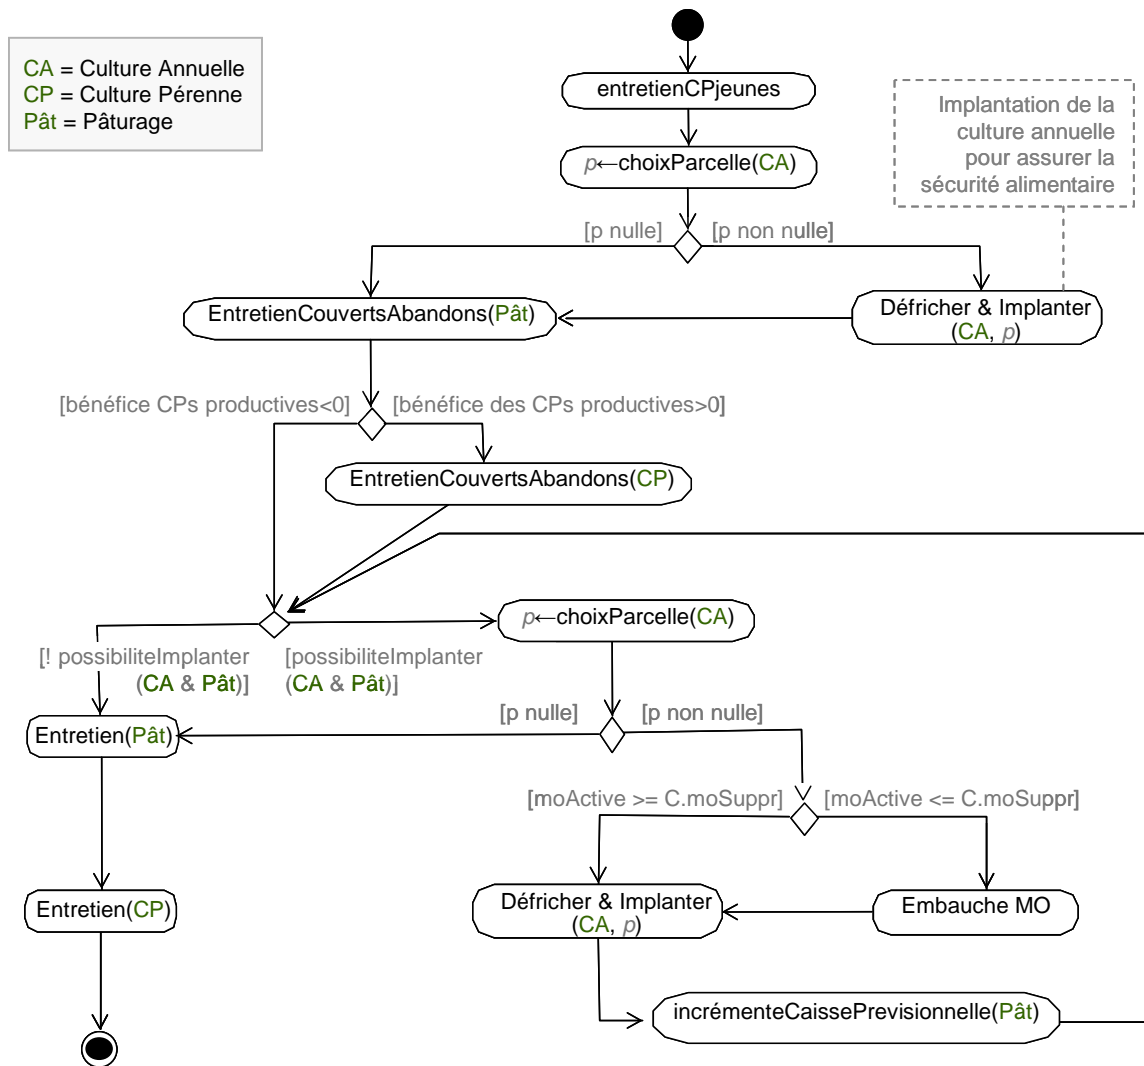 CA = Culture Annuelle
CP = Culture Pérenne
Pât = Pâturage
entretienCPjeunes
Implantation de la
culture annuelle
pour assurer la
sécurité alimentaire
p←choixParcelle(CA)
[p nulle]
[p non nulle]
EntretienCouvertsAbandons(Pât)
Défricher & Implanter
(CA, p)
[bénéfice CPs productives<0]
[bénéfice des CPs productives>0]
EntretienCouvertsAbandons(CP)
p←choixParcelle(CA)
[! possibiliteImplanter
(CA & Pât)]
[possibiliteImplanter
(CA & Pât)]
[p nulle]
[p non nulle]
Entretien(Pât)
[moActive >= C.moSuppr]
[moActive <= C.moSuppr]
Entretien(CP)
Défricher & Implanter
(CA, p)
Embauche MO
incrémenteCaissePrevisionnelle(Pât)